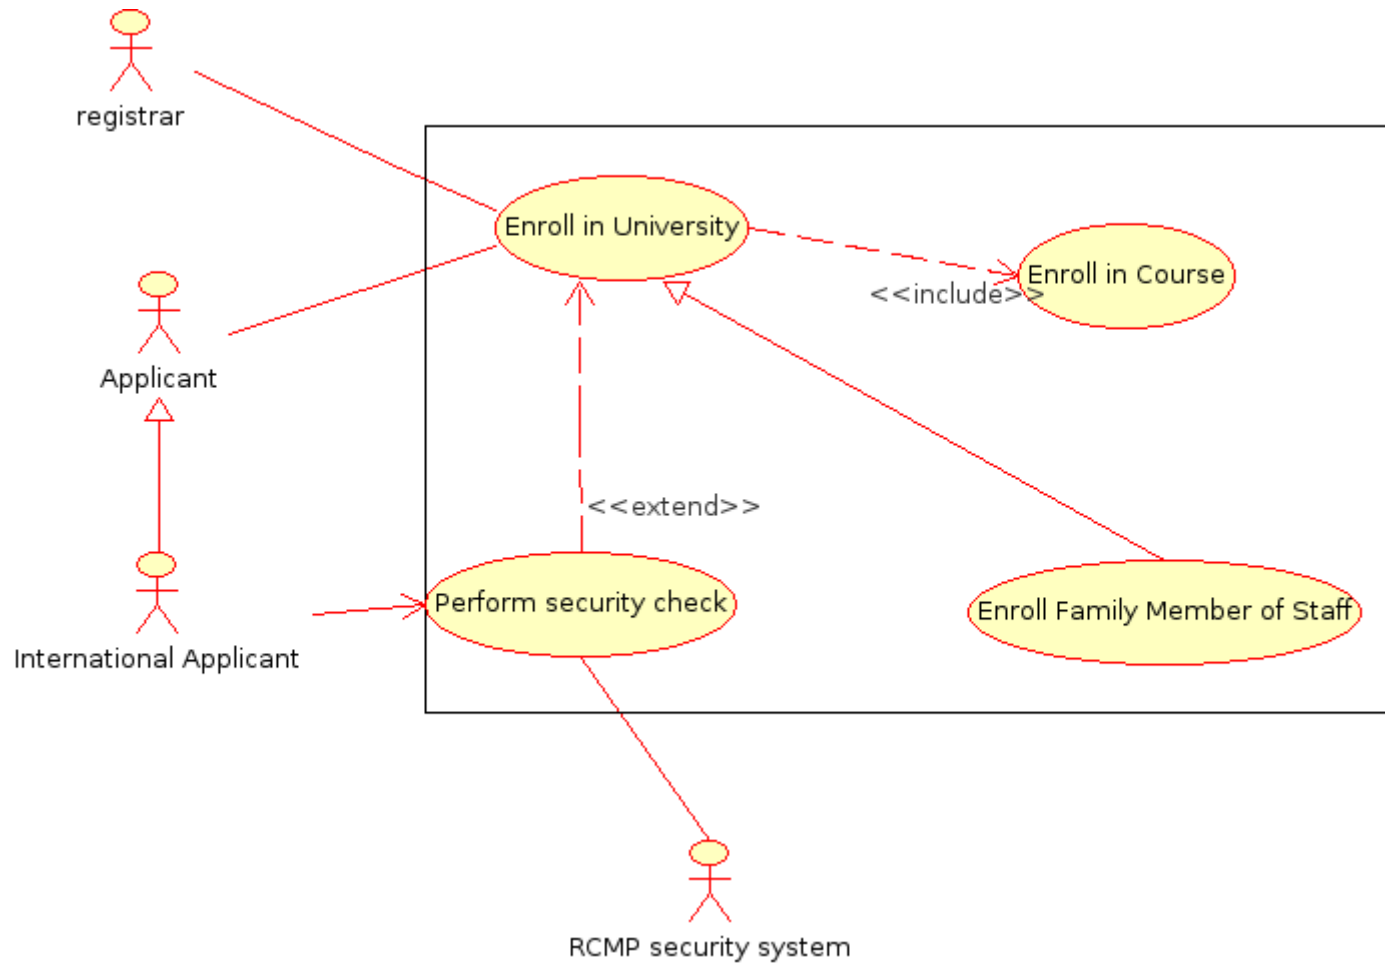 registrar
Enroll in University
Enroll in Course
<<include>>
Applicant
<<extend>>
Perform security check
Enroll Family Member of Staff
International Applicant
RCMP security system